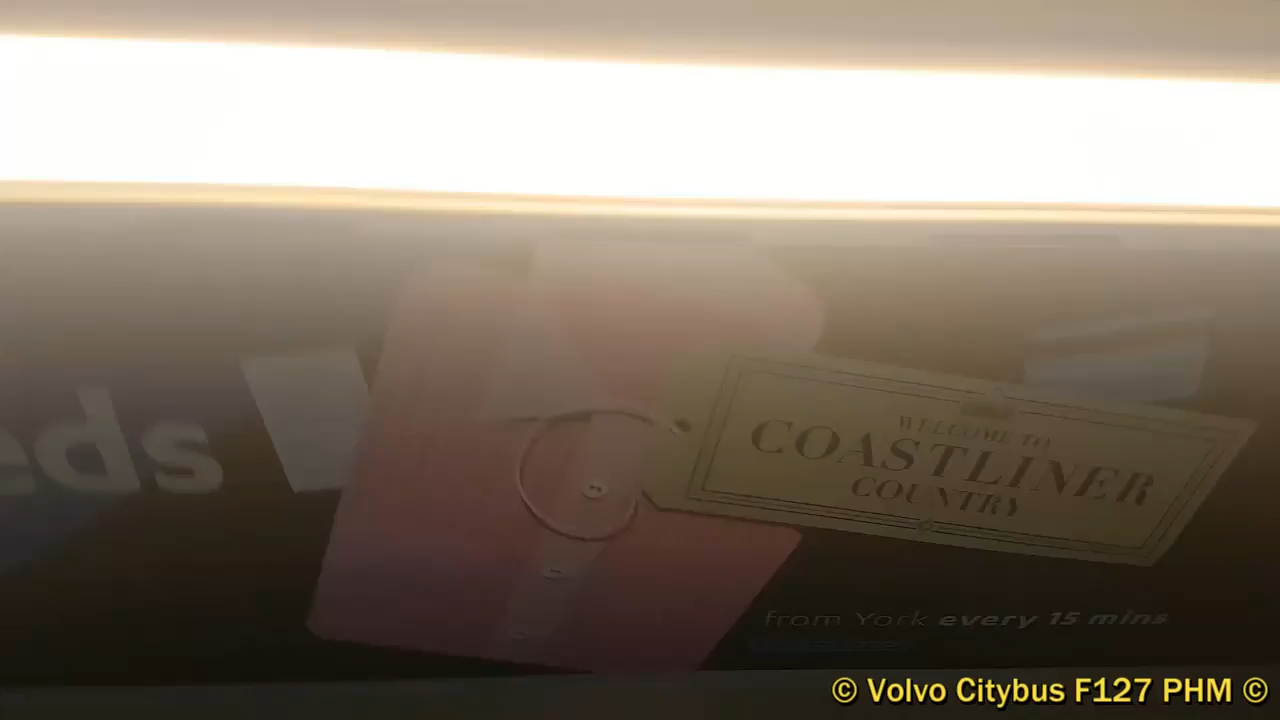 eds
WELCOME TO
COASTLINER
COUNTRY
from York every 15 mins
© Volvo Citybus F127 PHM ©